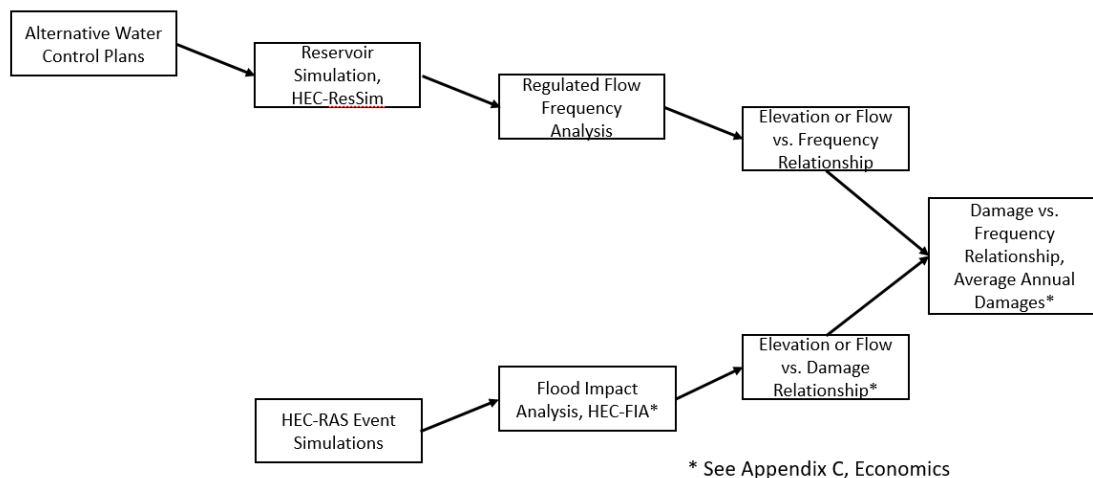 Alternative Water
Control Plans
Reservoir
Simulation,
HEC-ResSim
Regulated Flow
Frequency
Analysis
Elevation or Flow
vs. Frequency
Relationship
Damage vs.
Frequency
Relationship,
Average Annual
Damages*
HEC-RAS Event
Simulations
Flood Impact
Analysis, HEC-FIA*
Elevation or Flow
vs. Damage
Relationship*
* See Appendix C, Economics